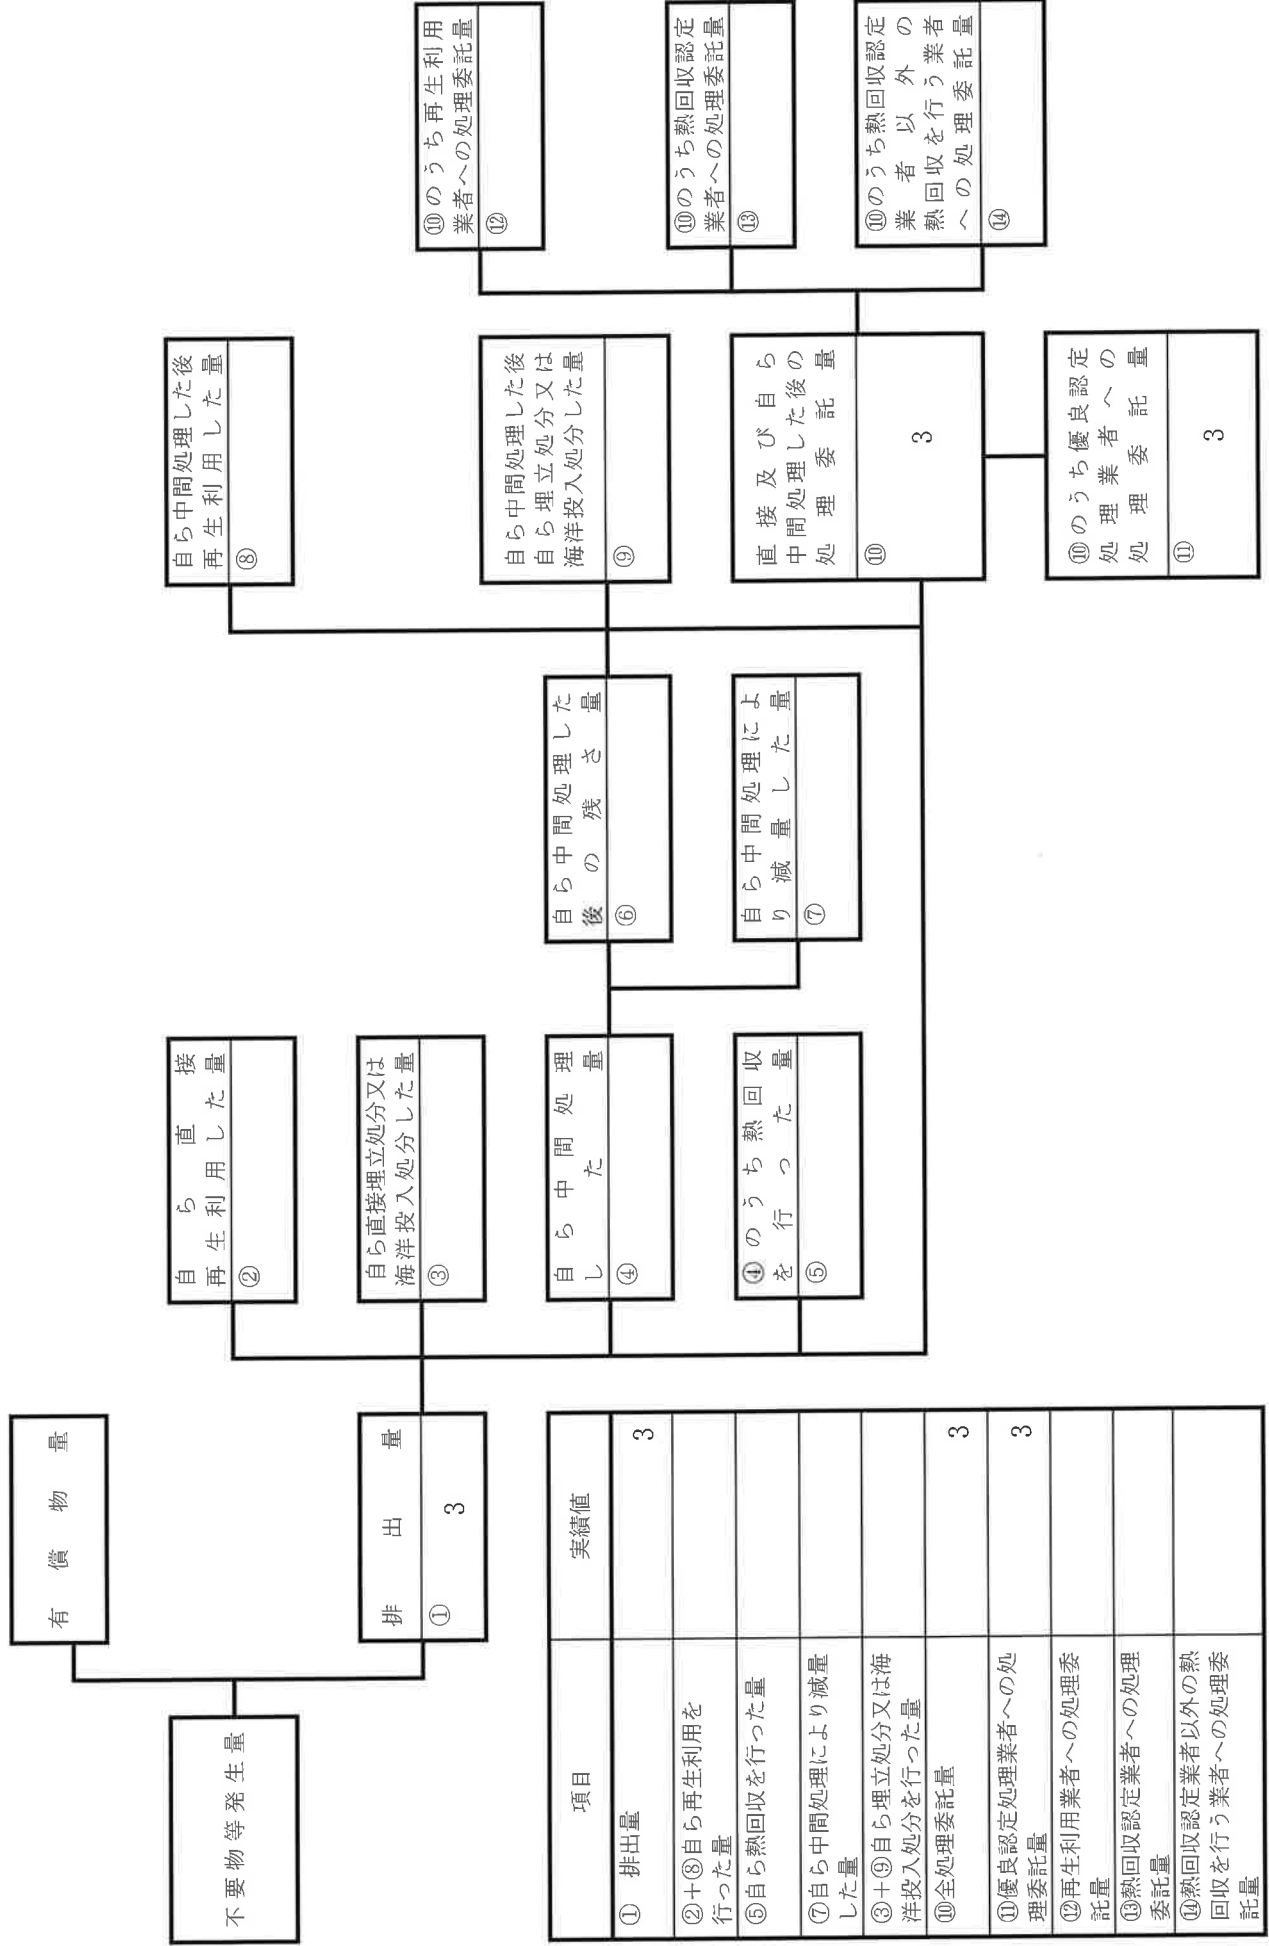 不要物等発生量
有償物量
排出量
①
3
自ら直接
再生利用した量
②
自ら直接埋立処分又は
海洋投入処分した量
③
自ら中間処理
した量
④
④のうち熱回収
を行った量
⑤
自ら中間処理した
後の残さ量
⑥
自ら中間処理によ
り減量した量
⑦
自ら中間処理した後
再生利用した量
⑧
自ら中間処理した後
自ら埋立処分又は
海洋投入処分した量
⑨
直接及び自ら
中間処理した後の
処理委託量
⑩
3
⑩のうち優良認定
処理業者への
処理委託量
⑪
3
⑩のうち再生利用
業者への処理委託量
⑫
⑩のうち熱回収認定
業者への処理委託量
⑬
⑩のうち熱回収認定
業者以外の
熱回収を行う業者
への処理委託量
⑭
項目 実績値
① 排出量 3
②＋⑧自ら再生利用を
行った量
⑤自ら熱回収を行った量
⑦自ら中間処理により減量
した量
③＋⑨自ら埋立処分又は海
洋投入処分を行った量
⑩全処理委託量 3
⑪優良認定処理業者への処
理委託量 3
⑫再生利用業者への処理委
託量
⑬熱回収認定業者への処理
委託量
⑭熱回収認定業者以外の熱
回収を行う業者への処理委
託量